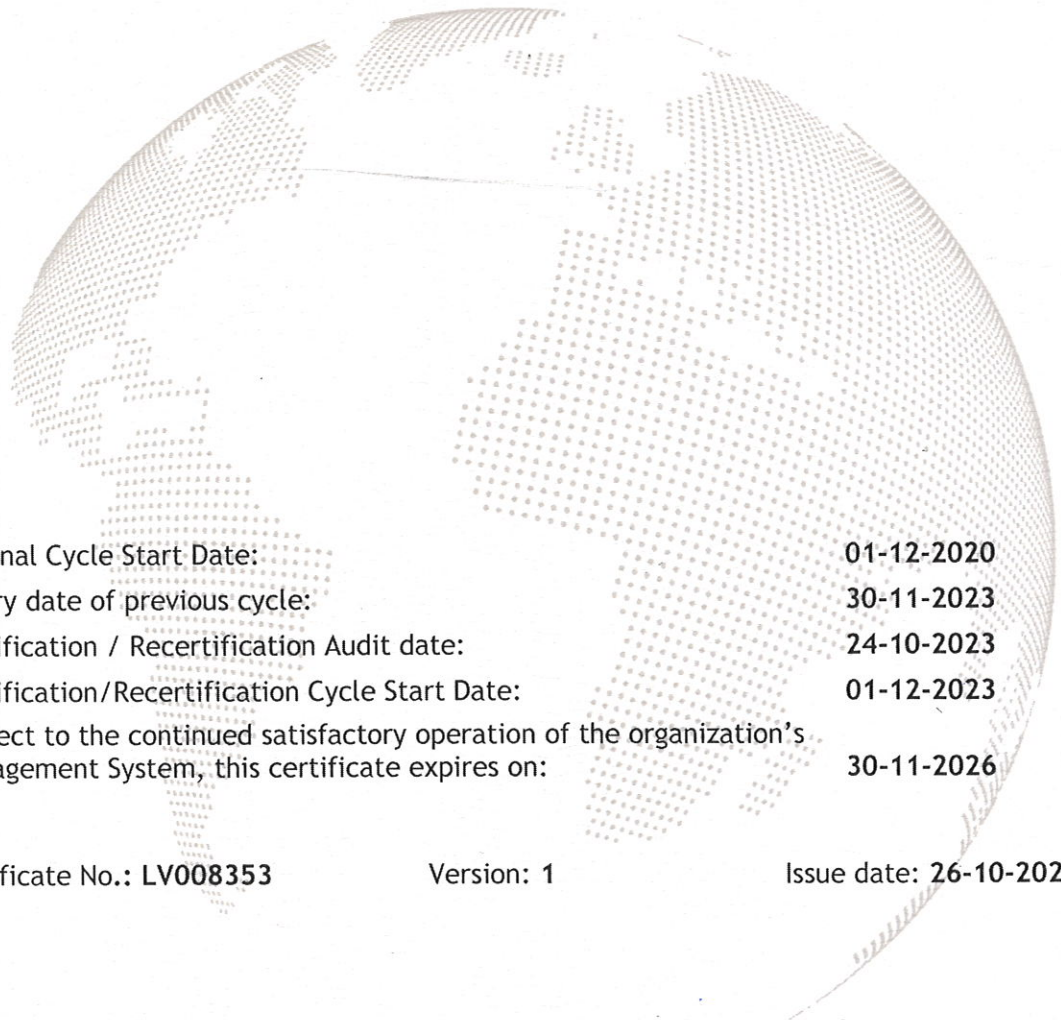 nal Cycle Start Date: 01-12-2020
ry date of previous cycle: 30-11-2023
ification / Recertification Audit date: 24-10-2023
ification/Recertification Cycle Start Date: 01-12-2023
ect to the continued satisfactory operation of the organization's
agement System, this certificate expires on: 30-11-2026
ficate No.: LV008353 Version: 1 Issue date: 26-10-202